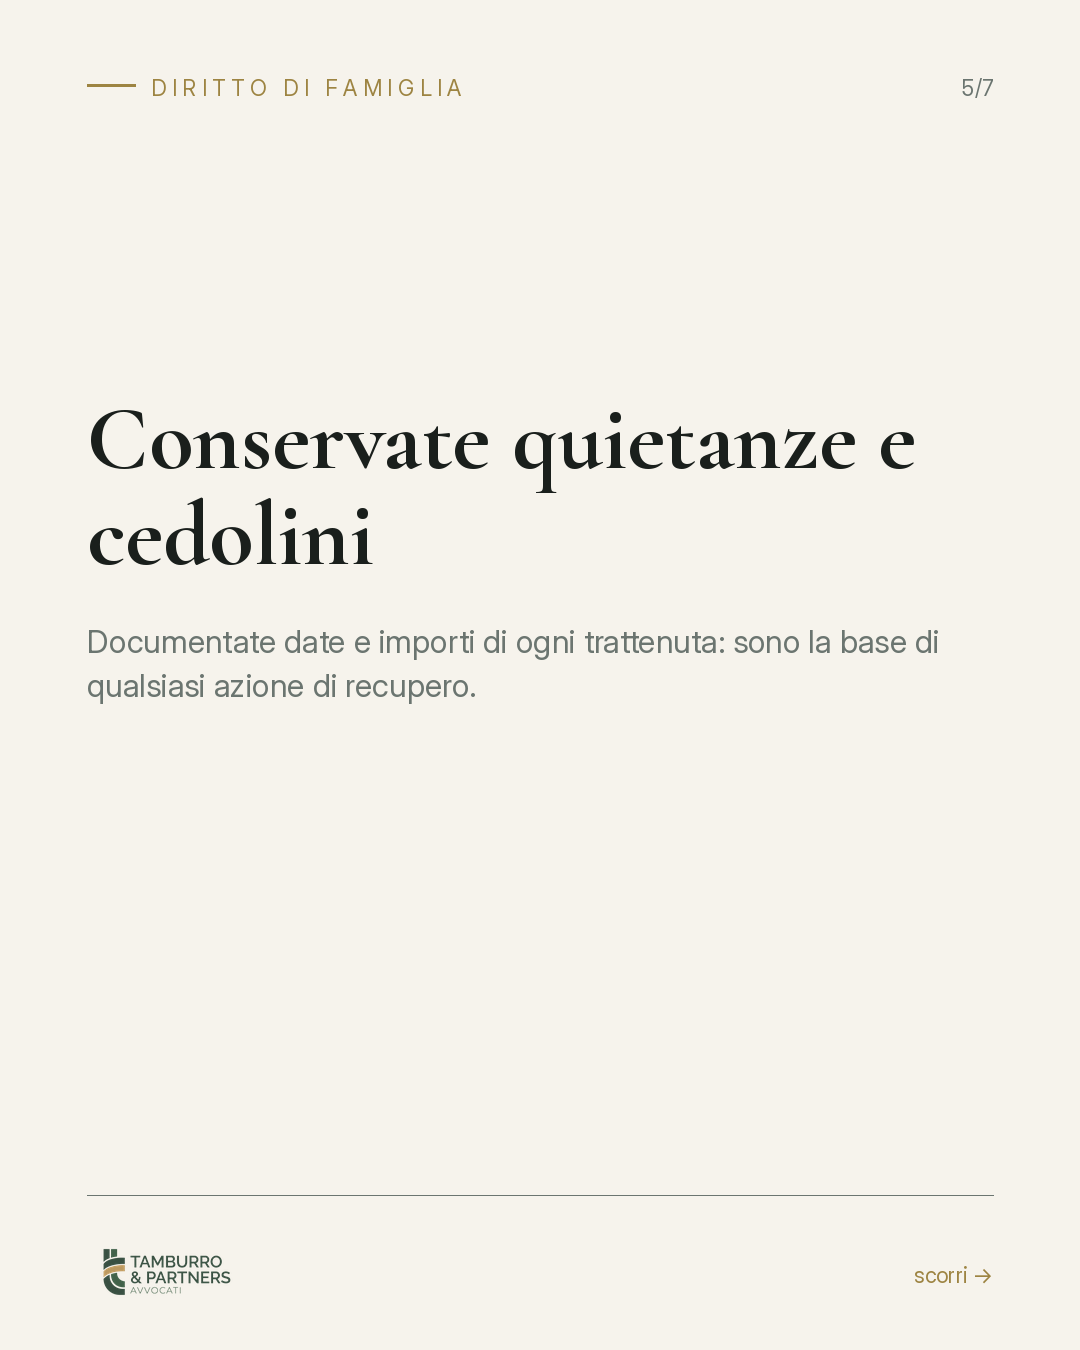 DIRITTO DI FAMIGLIA
5/7
Conservate quietanze e
cedolini
Documentate date e importi di ogni trattenuta: sono la base di
qualsiasi azione di recupero.
TAMBURRO
& PARTNERS
AVVOCATI
scorri →